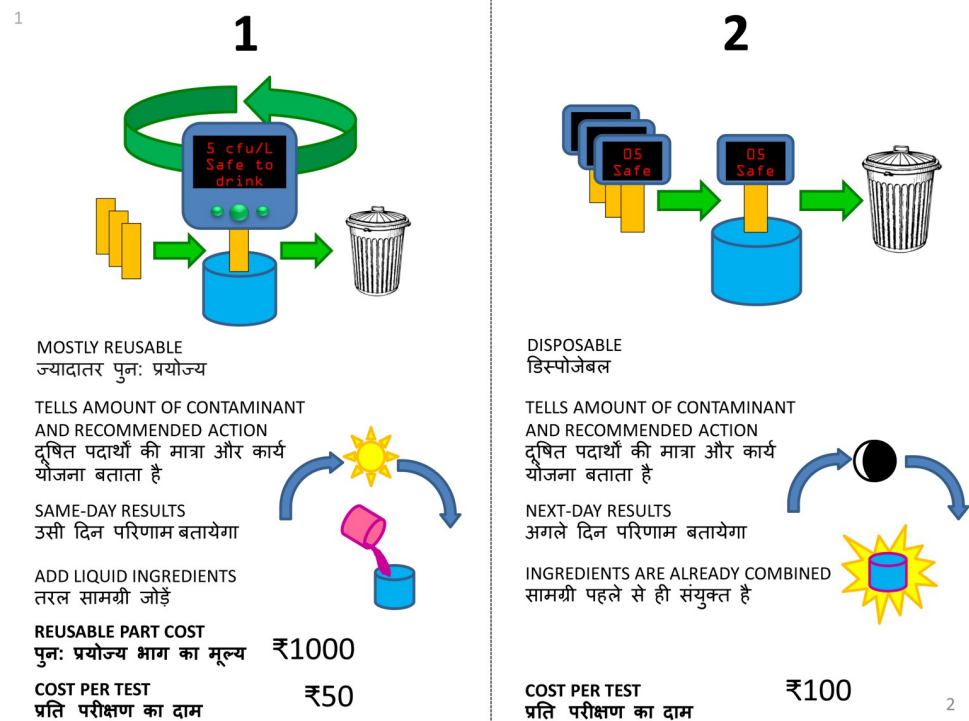 1
1
5 cfu/L
Safe to
drink
MOSTLY REUSABLE
ज्यादातर पुन: प्रयोज्य
TELLS AMOUNT OF CONTAMINANT
AND RECOMMENDED ACTION
दूषित पदार्थों की मात्रा और कार्य
योजना बताता है
SAME-DAY RESULTS
उसी दिन परिणाम बतायेगा
ADD LIQUID INGREDIENTS
तरल सामग्री जोड़ें
REUSABLE PART COST
पुन: प्रयोज्य भाग का मूल्य
₹1000
COST PER TEST
प्रति परीक्षण का दाम
₹50
2
05
Safe
05
Safe
DISPOSABLE
डिस्पोजेबल
TELLS AMOUNT OF CONTAMINANT
AND RECOMMENDED ACTION
दूषित पदार्थों की मात्रा और कार्य
योजना बताता है
NEXT-DAY RESULTS
अगले दिन परिणाम बतायेगा
INGREDIENTS ARE ALREADY COMBINED
सामग्री पहले से ही संयुक्त है
COST PER TEST
प्रति परीक्षण का दाम
₹100
2